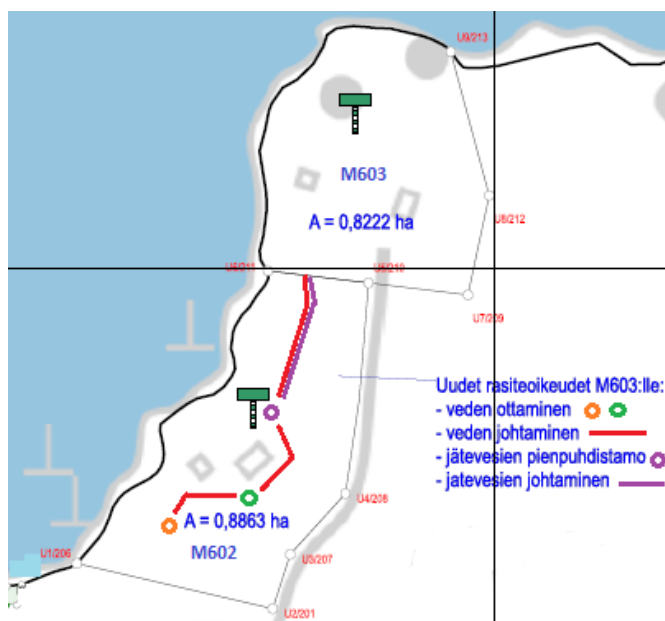 U9/213
M603
U8/212
A = 0,8222 ha
U6/211
U5/210
U7/209
Uudet rasiteoikeudet M603:lle:
- veden ottaminen
- veden johtaminen
- jätevesien pienpuhdistamo
- jatevesien johtaminen
U4/208
A = 0,8863 ha
M602
U1/206
U3/207
U2/201